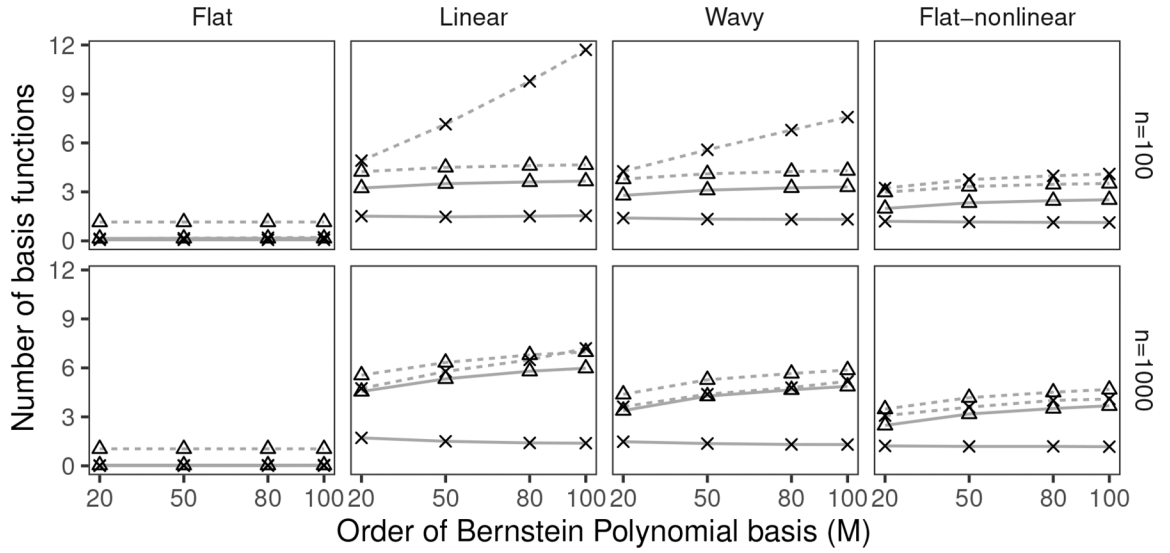 Flat Linear Wavy Flat−nonlinear
12
9
6
3
0
n=100
12
9
6
3
0
n=1000
20 50 80 100 20 50 80 100 20 50 80 100 20 50 80 100
Number of basis functions
Order of Bernstein Polynomial basis (M)